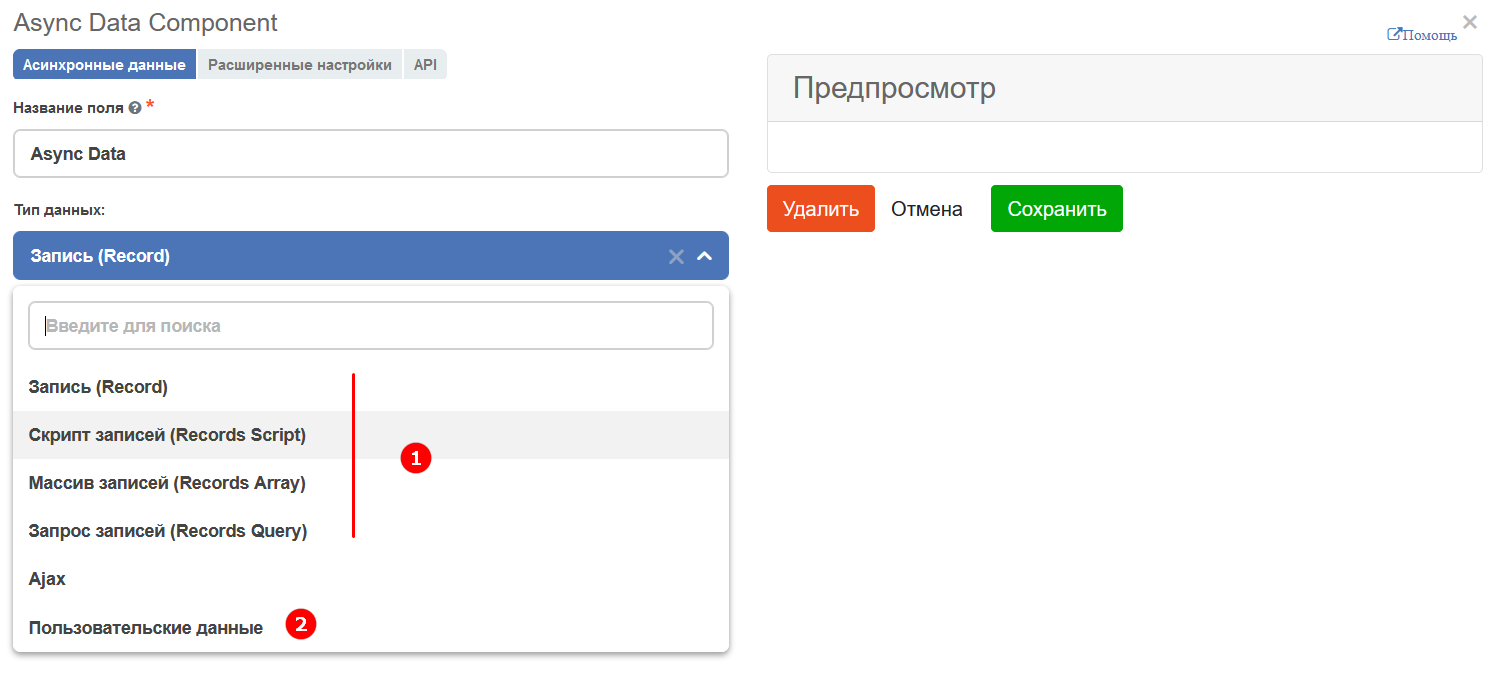 Async Data Component
Помощь
Асинхронные данные Расширенные настройки API
Название поля
*
Async Data
Тип данных:
Запись (Record)
Введите для поиска
Запись (Record)
Скрипт записей (Records Script)
Массив записей (Records Array)
Запрос записей (Records Query)
Ajax
Пользовательские данные
1
2
Предпросмотр
Удалить Отмена Сохранить